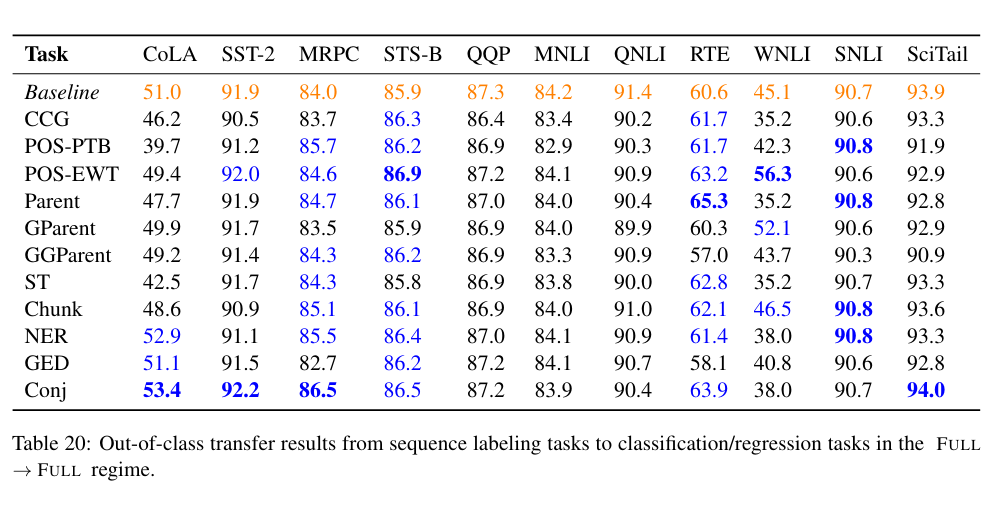 Task CoLA SST-2 MRPC STS-B QQP MNLI QNLI RTE WNLI SNLI SciTail
Baseline 51.0 91.9 84.0 85.9 87.3 84.2 91.4 60.6 45.1 90.7 93.9
CCG 46.2 90.5 83.7 86.3 86.4 83.4 90.2 61.7 35.2 90.6 93.3
POS-PTB 39.7 91.2 85.7 86.2 86.9 82.9 90.3 61.7 42.3 90.8 91.9
POS-EWT 49.4 92.0 84.6 86.9 87.2 84.1 90.9 63.2 56.3 90.6 92.9
Parent 47.7 91.9 84.7 86.1 87.0 84.0 90.4 65.3 35.2 90.8 92.8
GParent 49.9 91.7 83.5 85.9 86.9 84.0 89.9 60.3 52.1 90.6 92.9
GGParent 49.2 91.4 84.3 86.2 86.9 83.3 90.9 57.0 43.7 90.3 90.9
ST 42.5 91.7 84.3 85.8 86.9 83.8 90.0 62.8 35.2 90.7 93.3
Chunk 48.6 90.9 85.1 86.1 86.9 84.0 91.0 62.1 46.5 90.8 93.6
NER 52.9 91.1 85.5 86.4 87.0 84.1 90.9 61.4 38.0 90.8 93.3
GED 51.1 91.5 82.7 86.2 87.2 84.1 90.7 58.1 40.8 90.6 92.8
Conj 53.4 92.2 86.5 86.5 87.2 83.9 90.4 63.9 38.0 90.7 94.0
Table 20: Out-of-class transfer results from sequence labeling tasks to classification/regression tasks in the FULL
→ FULL regime.